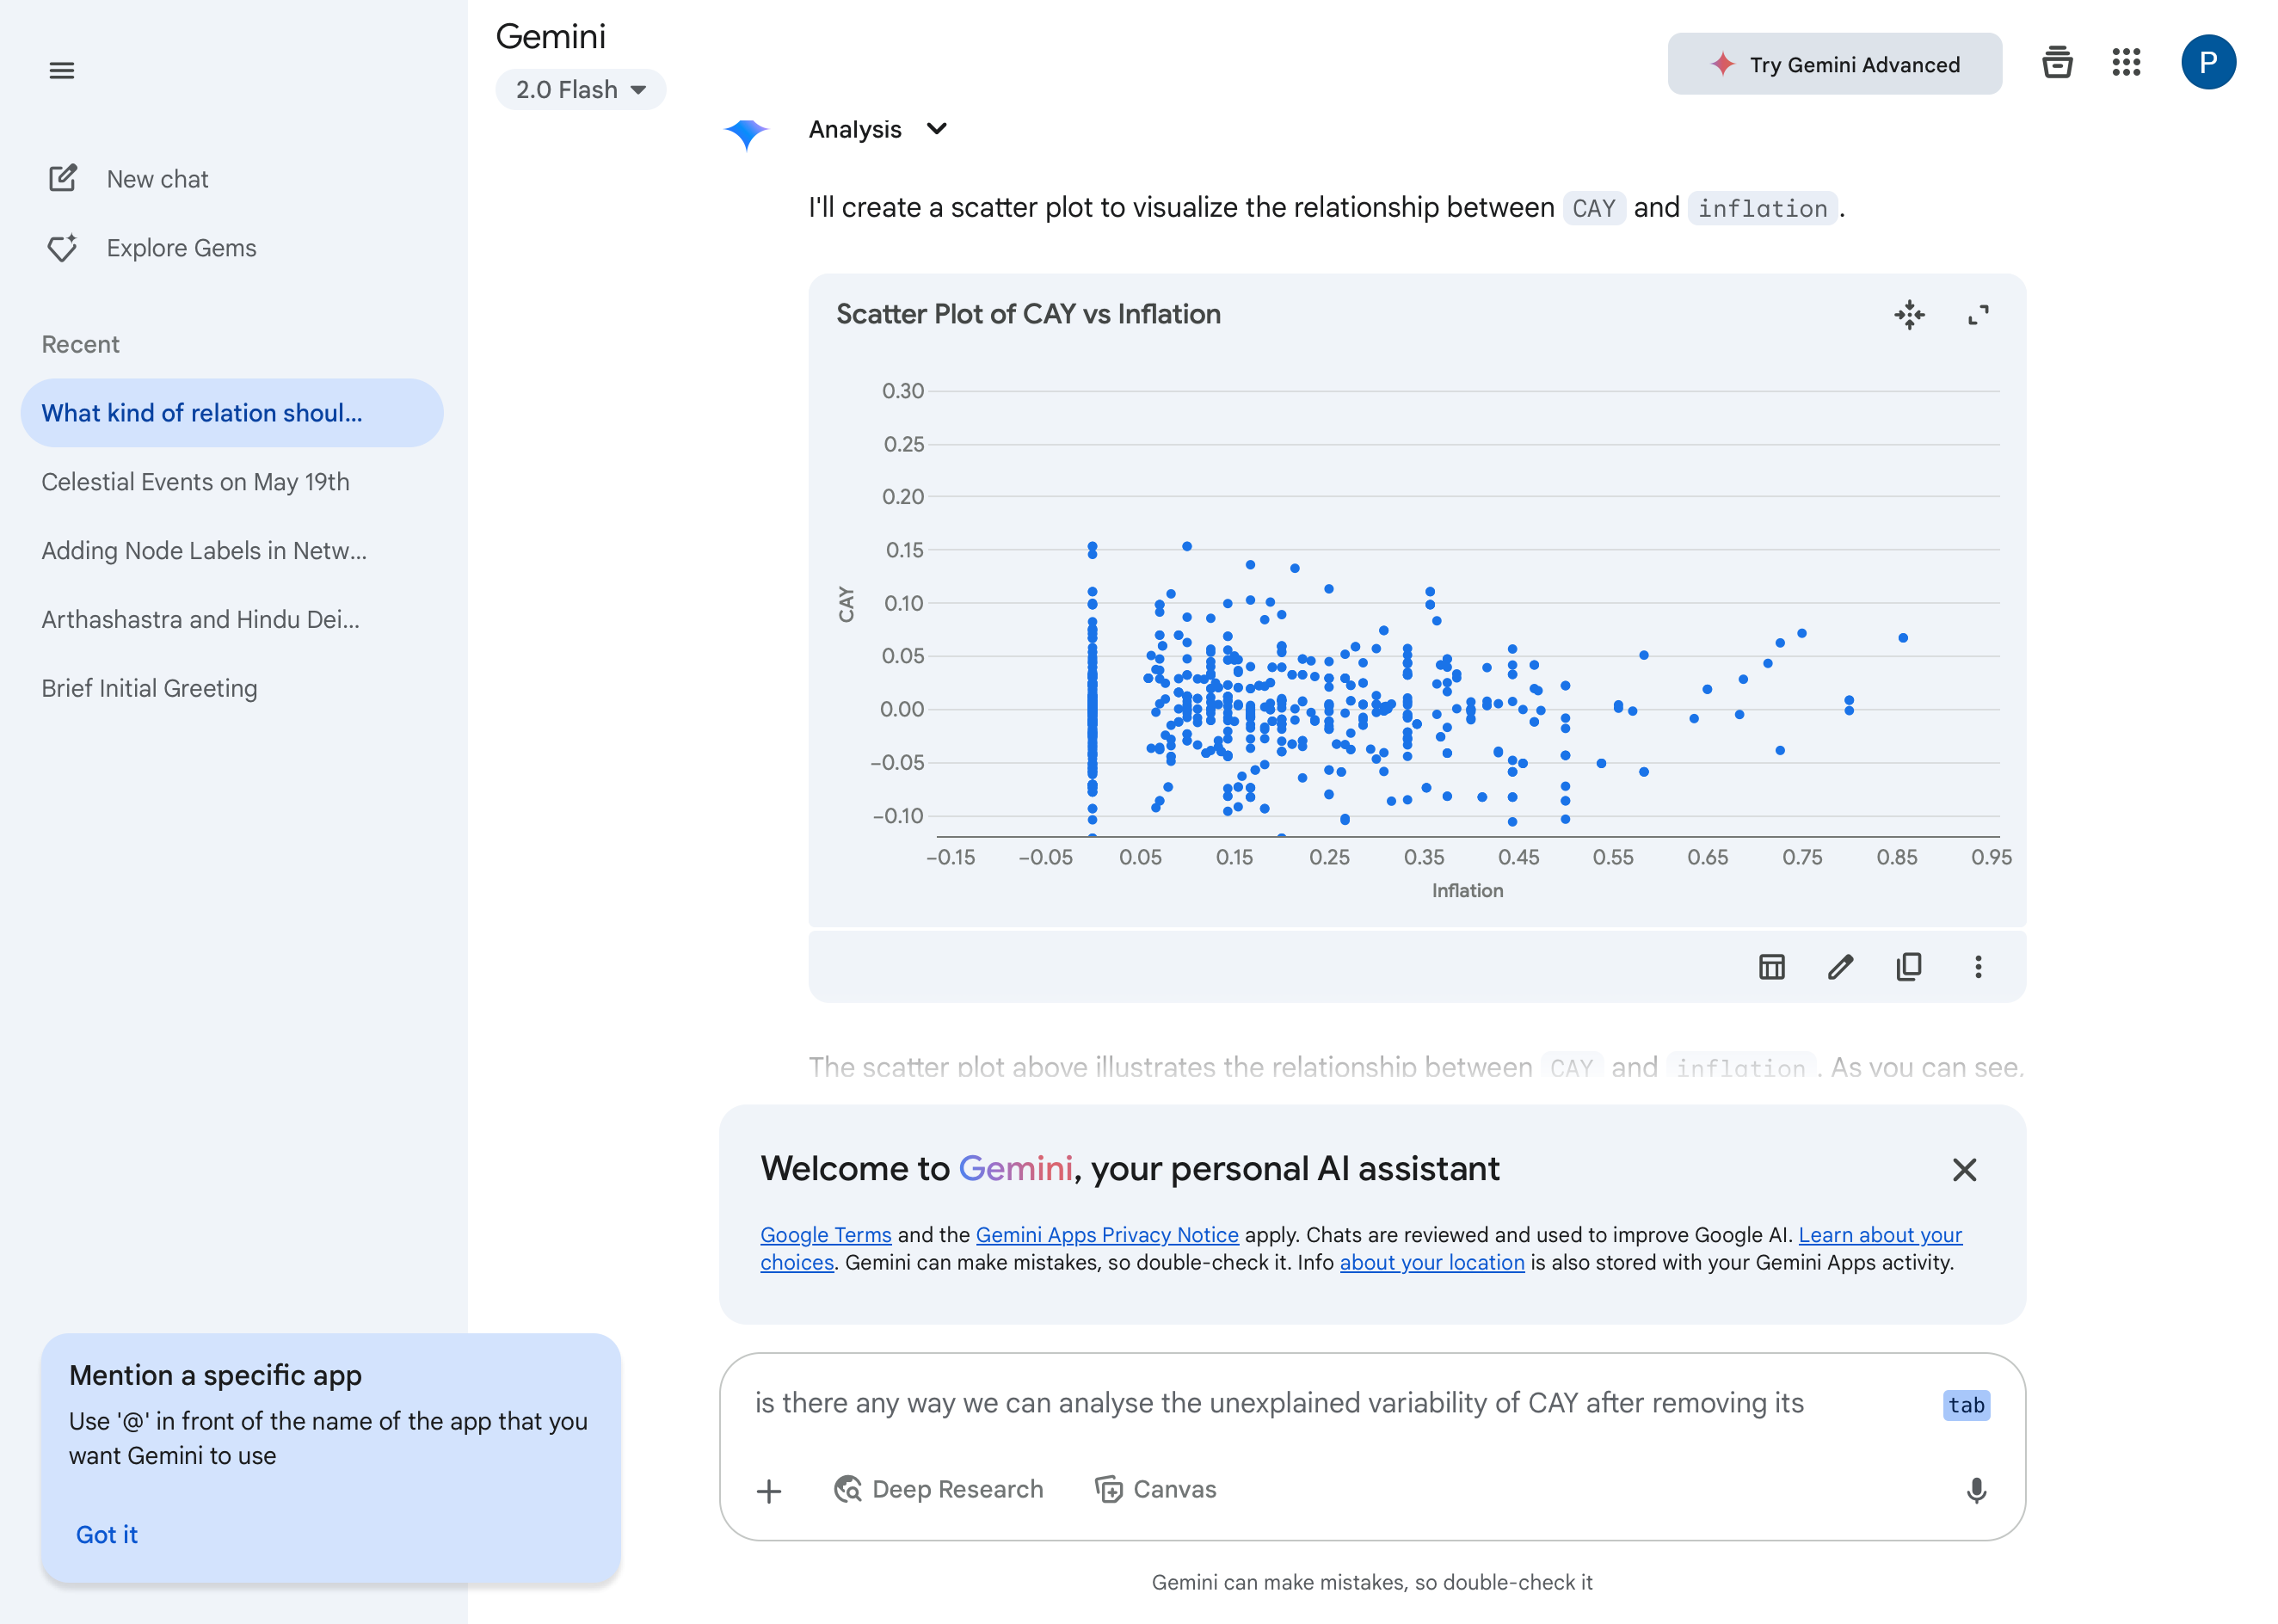 Gemini
2.0 Flash
Try Gemini Advanced
P
New chat
Explore Gems
Recent
What kind of relation shoul...
Celestial Events on May 19th
Adding Node Labels in Netw...
Arthashastra and Hindu Dei...
Brief Initial Greeting
Mention a specific app
Use '@' in front of the name of the app that you
want Gemini to use
Got it
Analysis
I'll create a scatter plot to visualize the relationship between CAY and inflation.
Scatter Plot of CAY vs Inflation
0.30
0.25
0.20
0.15
0.10
0.05
0.00
−0.05
−0.10
CAY
−0.15 −0.05 0.05 0.15 0.25 0.35 0.45 0.55 0.65 0.75 0.85 0.95
Inflation
The scatter plot above illustrates the relationship between CAY and inflation. As you can see,
Welcome to Gemini, your personal AI assistant
Google Terms and the Gemini Apps Privacy Notice apply. Chats are reviewed and used to improve Google AI. Learn about your
choices. Gemini can make mistakes, so double-check it. Info about your location is also stored with your Gemini Apps activity.
is there any way we can analyse the unexplained variability of CAY after removing its
tab
Deep Research
Canvas
Gemini can make mistakes, so double-check it